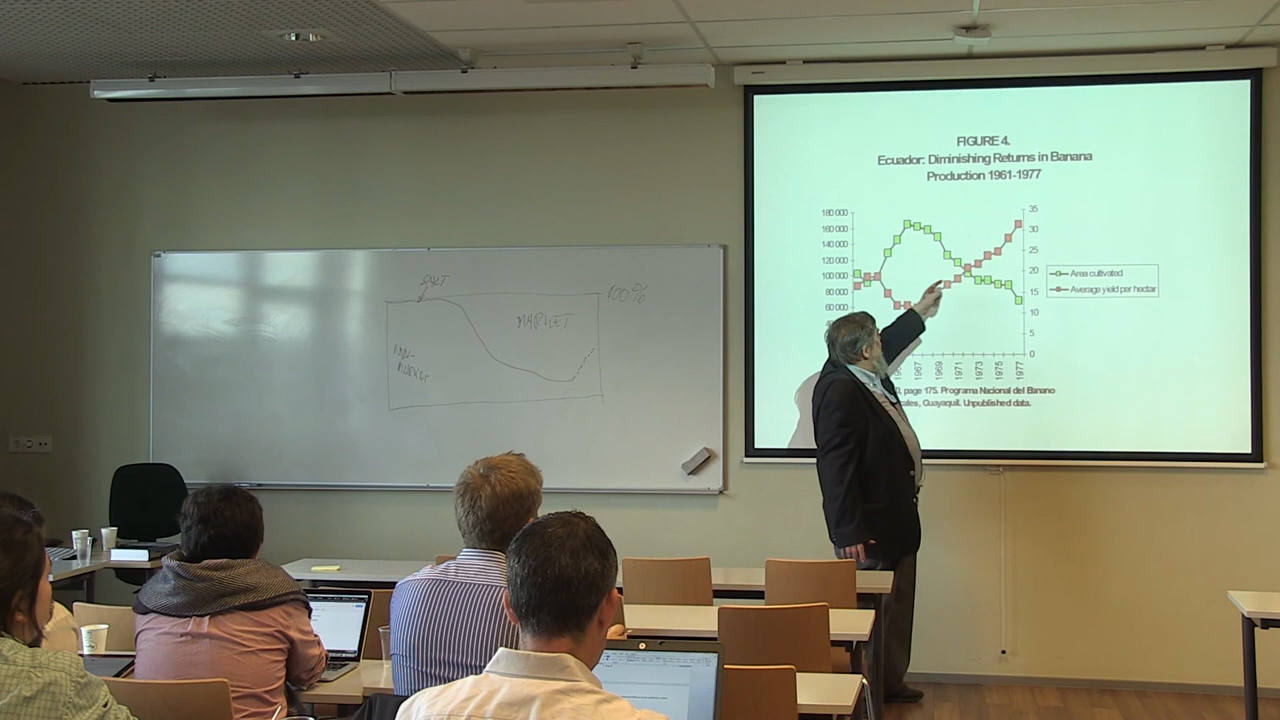 START
100%
MARKET
NON-
MARKET
FIGURE 4.
Ecuador: Diminishing Returns in Banana
Production 1961-1977
180 000
160 000
140 000
120 000
100 000
80 000
60 000
35
30
25
20
15
10
5
0
Area cultivated
Average yield per hectar
1967
1969
1971
1973
1975
1977
, page 175. Programa Nacional del Banano
Guayaquil. Unpublished data.